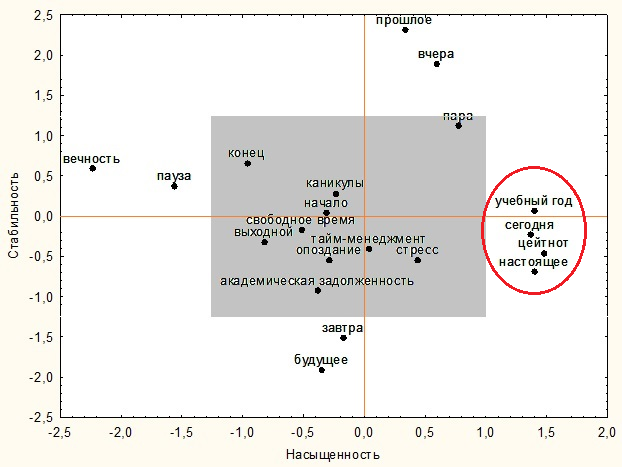 2,5
2,0
1,5
1,0
0,5
0,0
-0,5
-1,0
-1,5
-2,0
-2,5
Стабильность
прошлое
вчера
пара
вечность
пауза
конец
каникулы
начало
свободное время
выходной
тайм-менеджмент
опоздание
стресс
академическая задолженность
завтра
будущее
учебный год
сегодня
цейтнот
настоящее
-2,5 -2,0 -1,5 -1,0 -0,5 0,0 0,5 1,0 1,5 2,0
Насыщенность